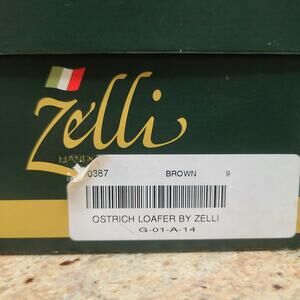 Zelli
0387 BROWN 9
OSTRICH LOAFER BY ZELLI
G-01-A-14